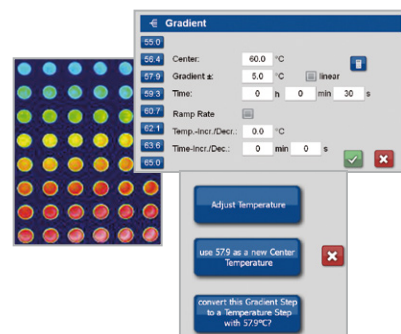 Gradient
55.0
56.4 Center: 60.0 °C
57.9 Gradient ±: 5.0 °C linear
59.3 Time: 0 h 0 min 30 s
60.7 Ramp Rate
62.1 Temp.-Incr./Decr.: 0.0 °C
63.6 Time-Incr./Dec.: 0 min 0 s
65.0
Adjust Temperature
use 57.9 as a new Center
Temperature
convert this Gradient Step
to a Temperature Step
with 57.9°C?